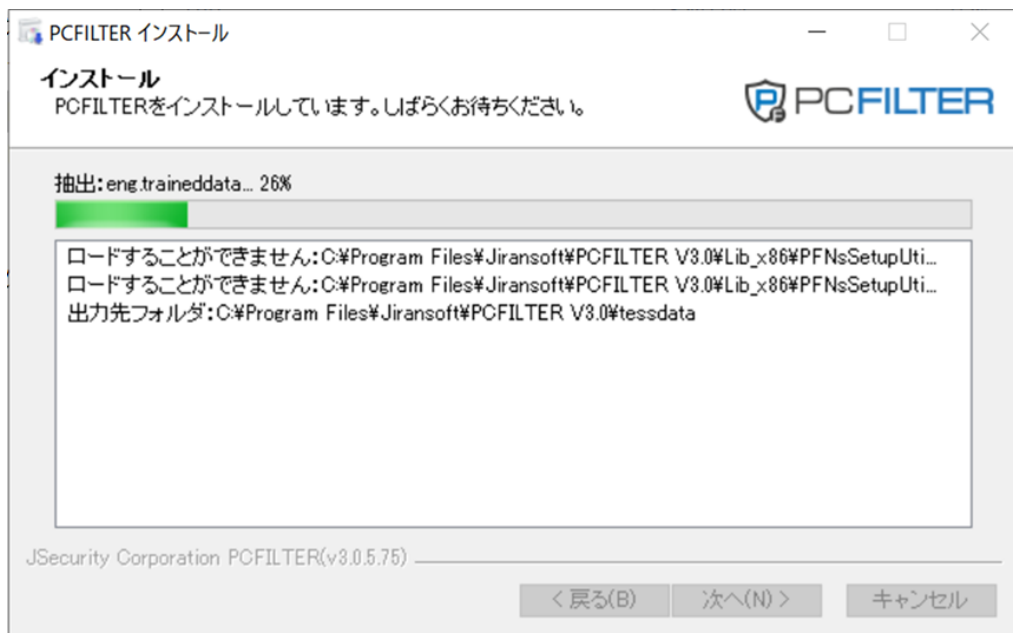 PCFILTER インストール
インストール
PCFILTERをインストールしています。しばらくお待ちください。
PCFILTER
抽出:eng.traineddata... 26%
ロードすることができません:C:¥Program Files¥Jiransoft¥PCFILTER V3.0¥Lib_x86¥PFNsSetupUti...
ロードすることができません:C:¥Program Files¥Jiransoft¥PCFILTER V3.0¥Lib_x86¥PFNsSetupUti...
出力先フォルダ:C:¥Program Files¥Jiransoft¥PCFILTER V3.0¥tessdata
JSecurity Corporation PCFILTER(v3.0.5.75)
< 戻る(B)
次へ(N) >
キャンセル